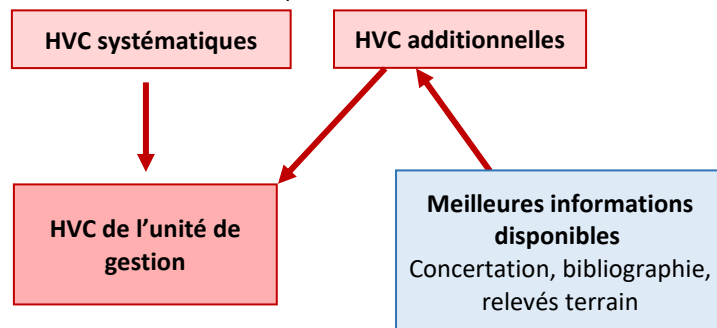 HVC systématiques
HVC additionnelles
HVC de l’unité de
gestion
Meilleures informations
disponibles
Concertation, bibliographie,
relevés terrain